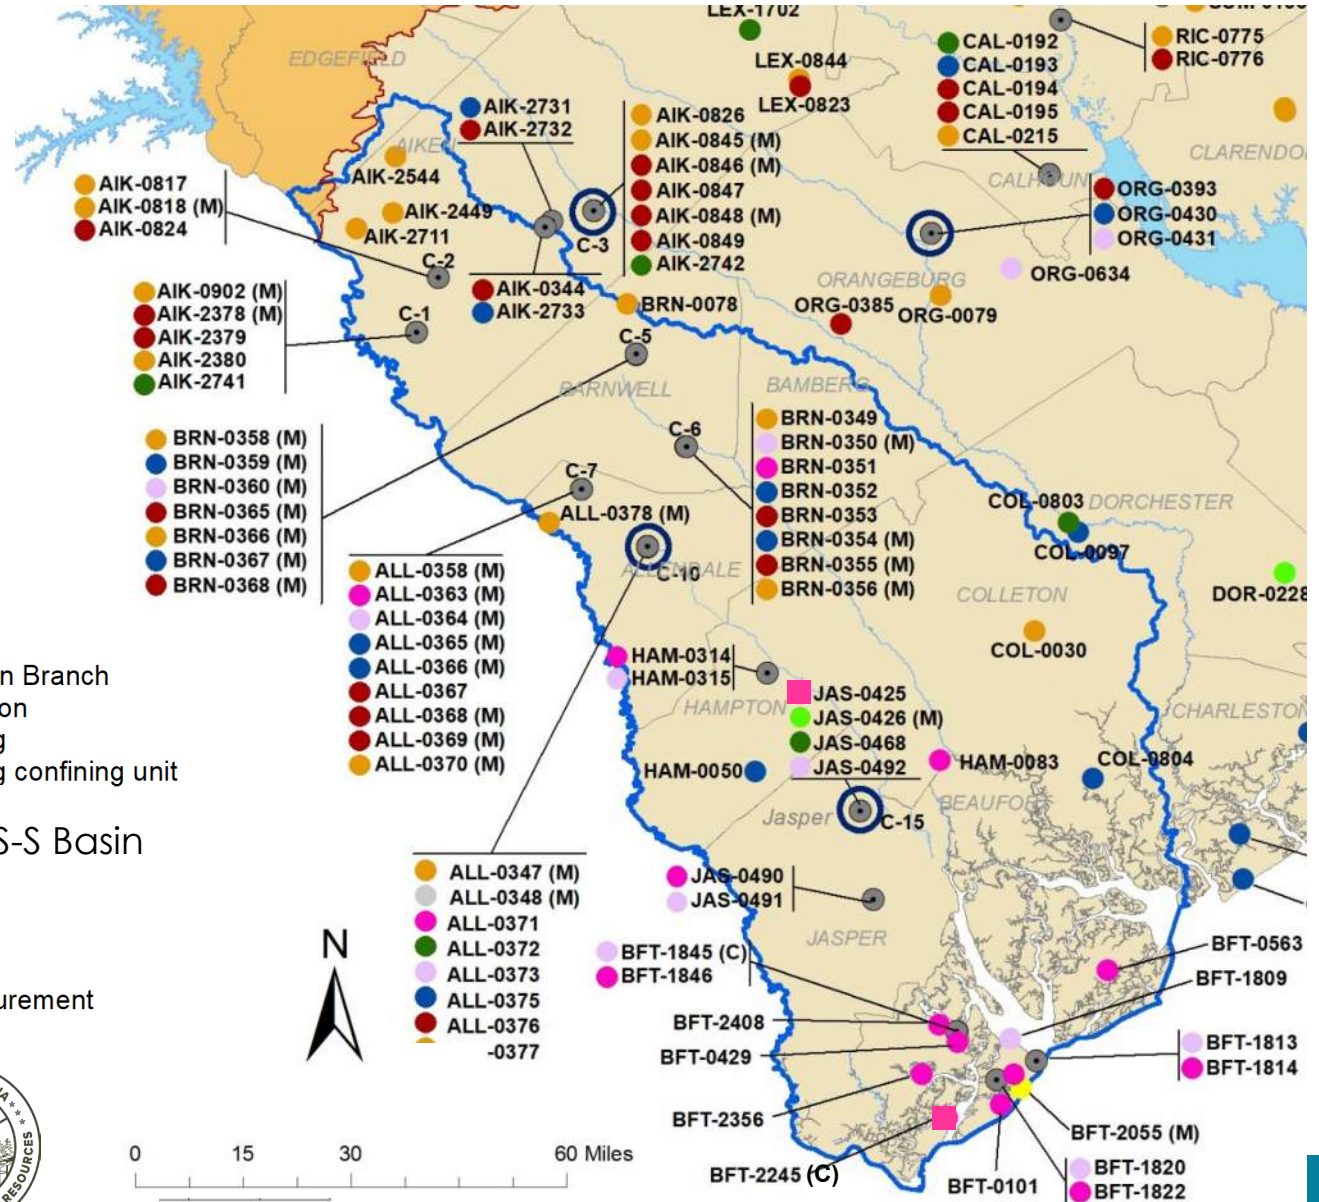 LEX-1702
EDGEFIELD
LEX-0844
LEX-0823
CAL-0192
CAL-0193
CAL-0194
CAL-0195
CAL-0215
RIC-0775
RIC-0776
AIK-2731
AIK-2732
AIKEN
AIK-2544
AIK-2449
AIK-2711
AIK-0826
AIK-0845 (M)
AIK-0846 (M)
AIK-0847
AIK-0848 (M)
AIK-0849
AIK-2742
CALHOUN
ORG-0393
ORG-0430
ORG-0431
ORG-0634
AIK-0817
AIK-0818 (M)
AIK-0824
C-3
C-2
AIK-0344
AIK-2733
BRN-0078
ORANGEBURG
ORG-0385
ORG-0079
AIK-0902 (M)
AIK-2378 (M)
AIK-2379
AIK-2380
AIK-2741
C-1
C-5
BARNWELL
BAMBERG
BRN-0358 (M)
BRN-0359 (M)
BRN-0360 (M)
BRN-0365 (M)
BRN-0366 (M)
BRN-0367 (M)
BRN-0368 (M)
C-6
BRN-0349
BRN-0350 (M)
BRN-0351
BRN-0352
BRN-0353
BRN-0354 (M)
BRN-0355 (M)
BRN-0356 (M)
C-7
ALL-0378 (M)
ALLENDALE
C-10
COL-0803
DORCHESTER
COL-0097
DOR-0228
COLLETON
COL-0030
ALL-0358 (M)
ALL-0363 (M)
ALL-0364 (M)
ALL-0365 (M)
ALL-0366 (M)
ALL-0367
ALL-0368 (M)
ALL-0369 (M)
ALL-0370 (M)
HAM-0314
HAM-0315
HAMPTON
JAS-0425
JAS-0426 (M)
JAS-0468
JAS-0492
HAM-0050
HAM-0083
COL-0804
CHARLESTON
BEAUFORT
Jasper
C-15
n Branch
on
g
g confining unit
S-S Basin
ALL-0347 (M)
ALL-0348 (M)
ALL-0371
ALL-0372
ALL-0373
ALL-0375
ALL-0376
-0377
JAS-0490
JAS-0491
JASPER
BFT-1845 (C)
BFT-1846
BFT-2408
BFT-0429
BFT-2356
BFT-2245 (C)
BFT-0101
BFT-0563
BFT-1809
BFT-1813
BFT-1814
BFT-2055 (M)
BFT-1820
BFT-1822
N
urement
0 15 30 60 Miles
RESOURCES